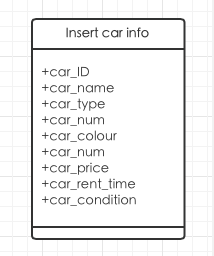 Insert car info
+car_ID
+car_name
+car_type
+car_num
+car_colour
+car_num
+car_price
+car_rent_time
+car_condition